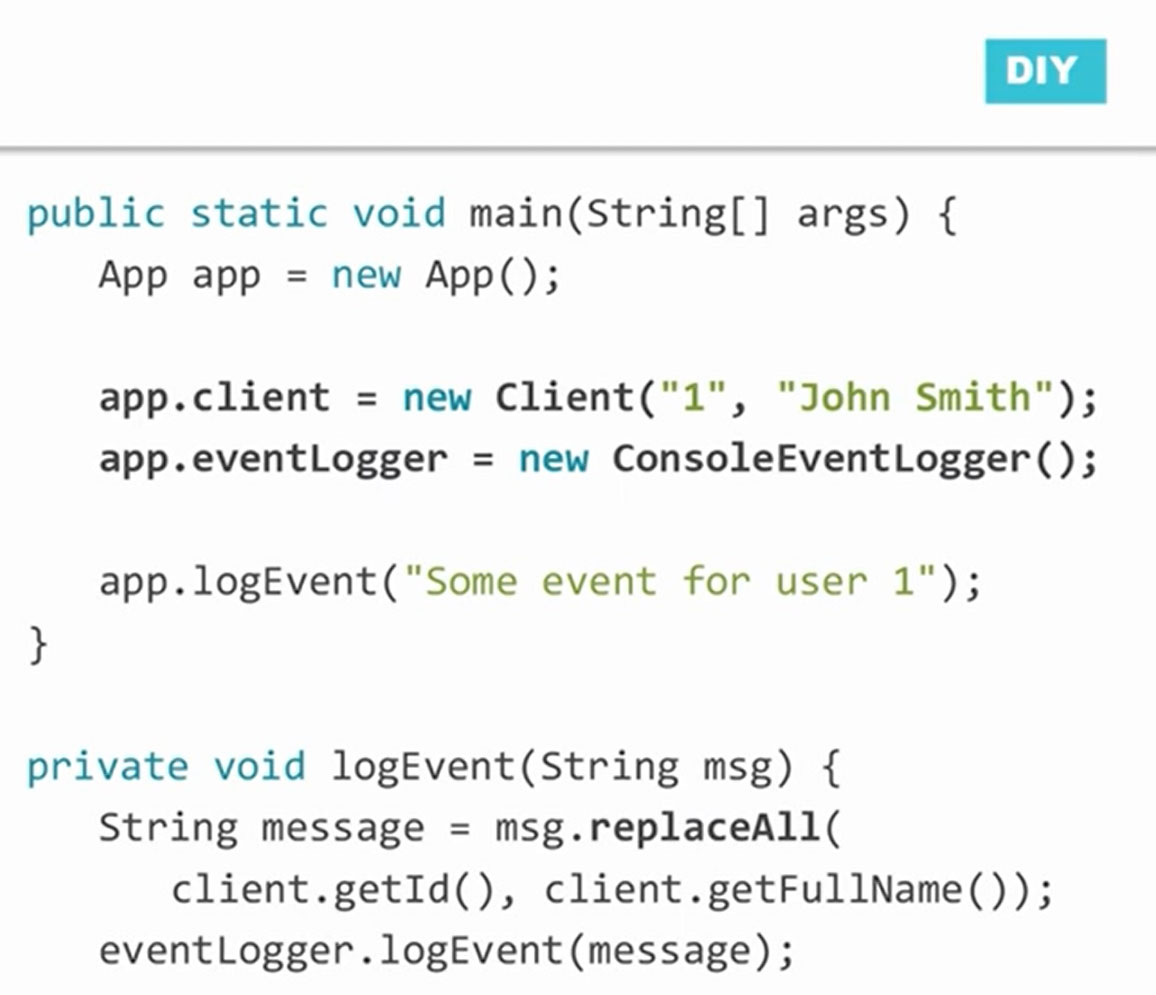 DIY
public static void main(String[] args) {
App app = new App();
app.client = new Client("1", "John Smith");
app.eventLogger = new ConsoleEventLogger();
app.logEvent("Some event for user 1");
}
private void logEvent(String msg) {
String message = msg.replaceAll(
client.getId(), client.getFullName());
eventLogger.logEvent(message);